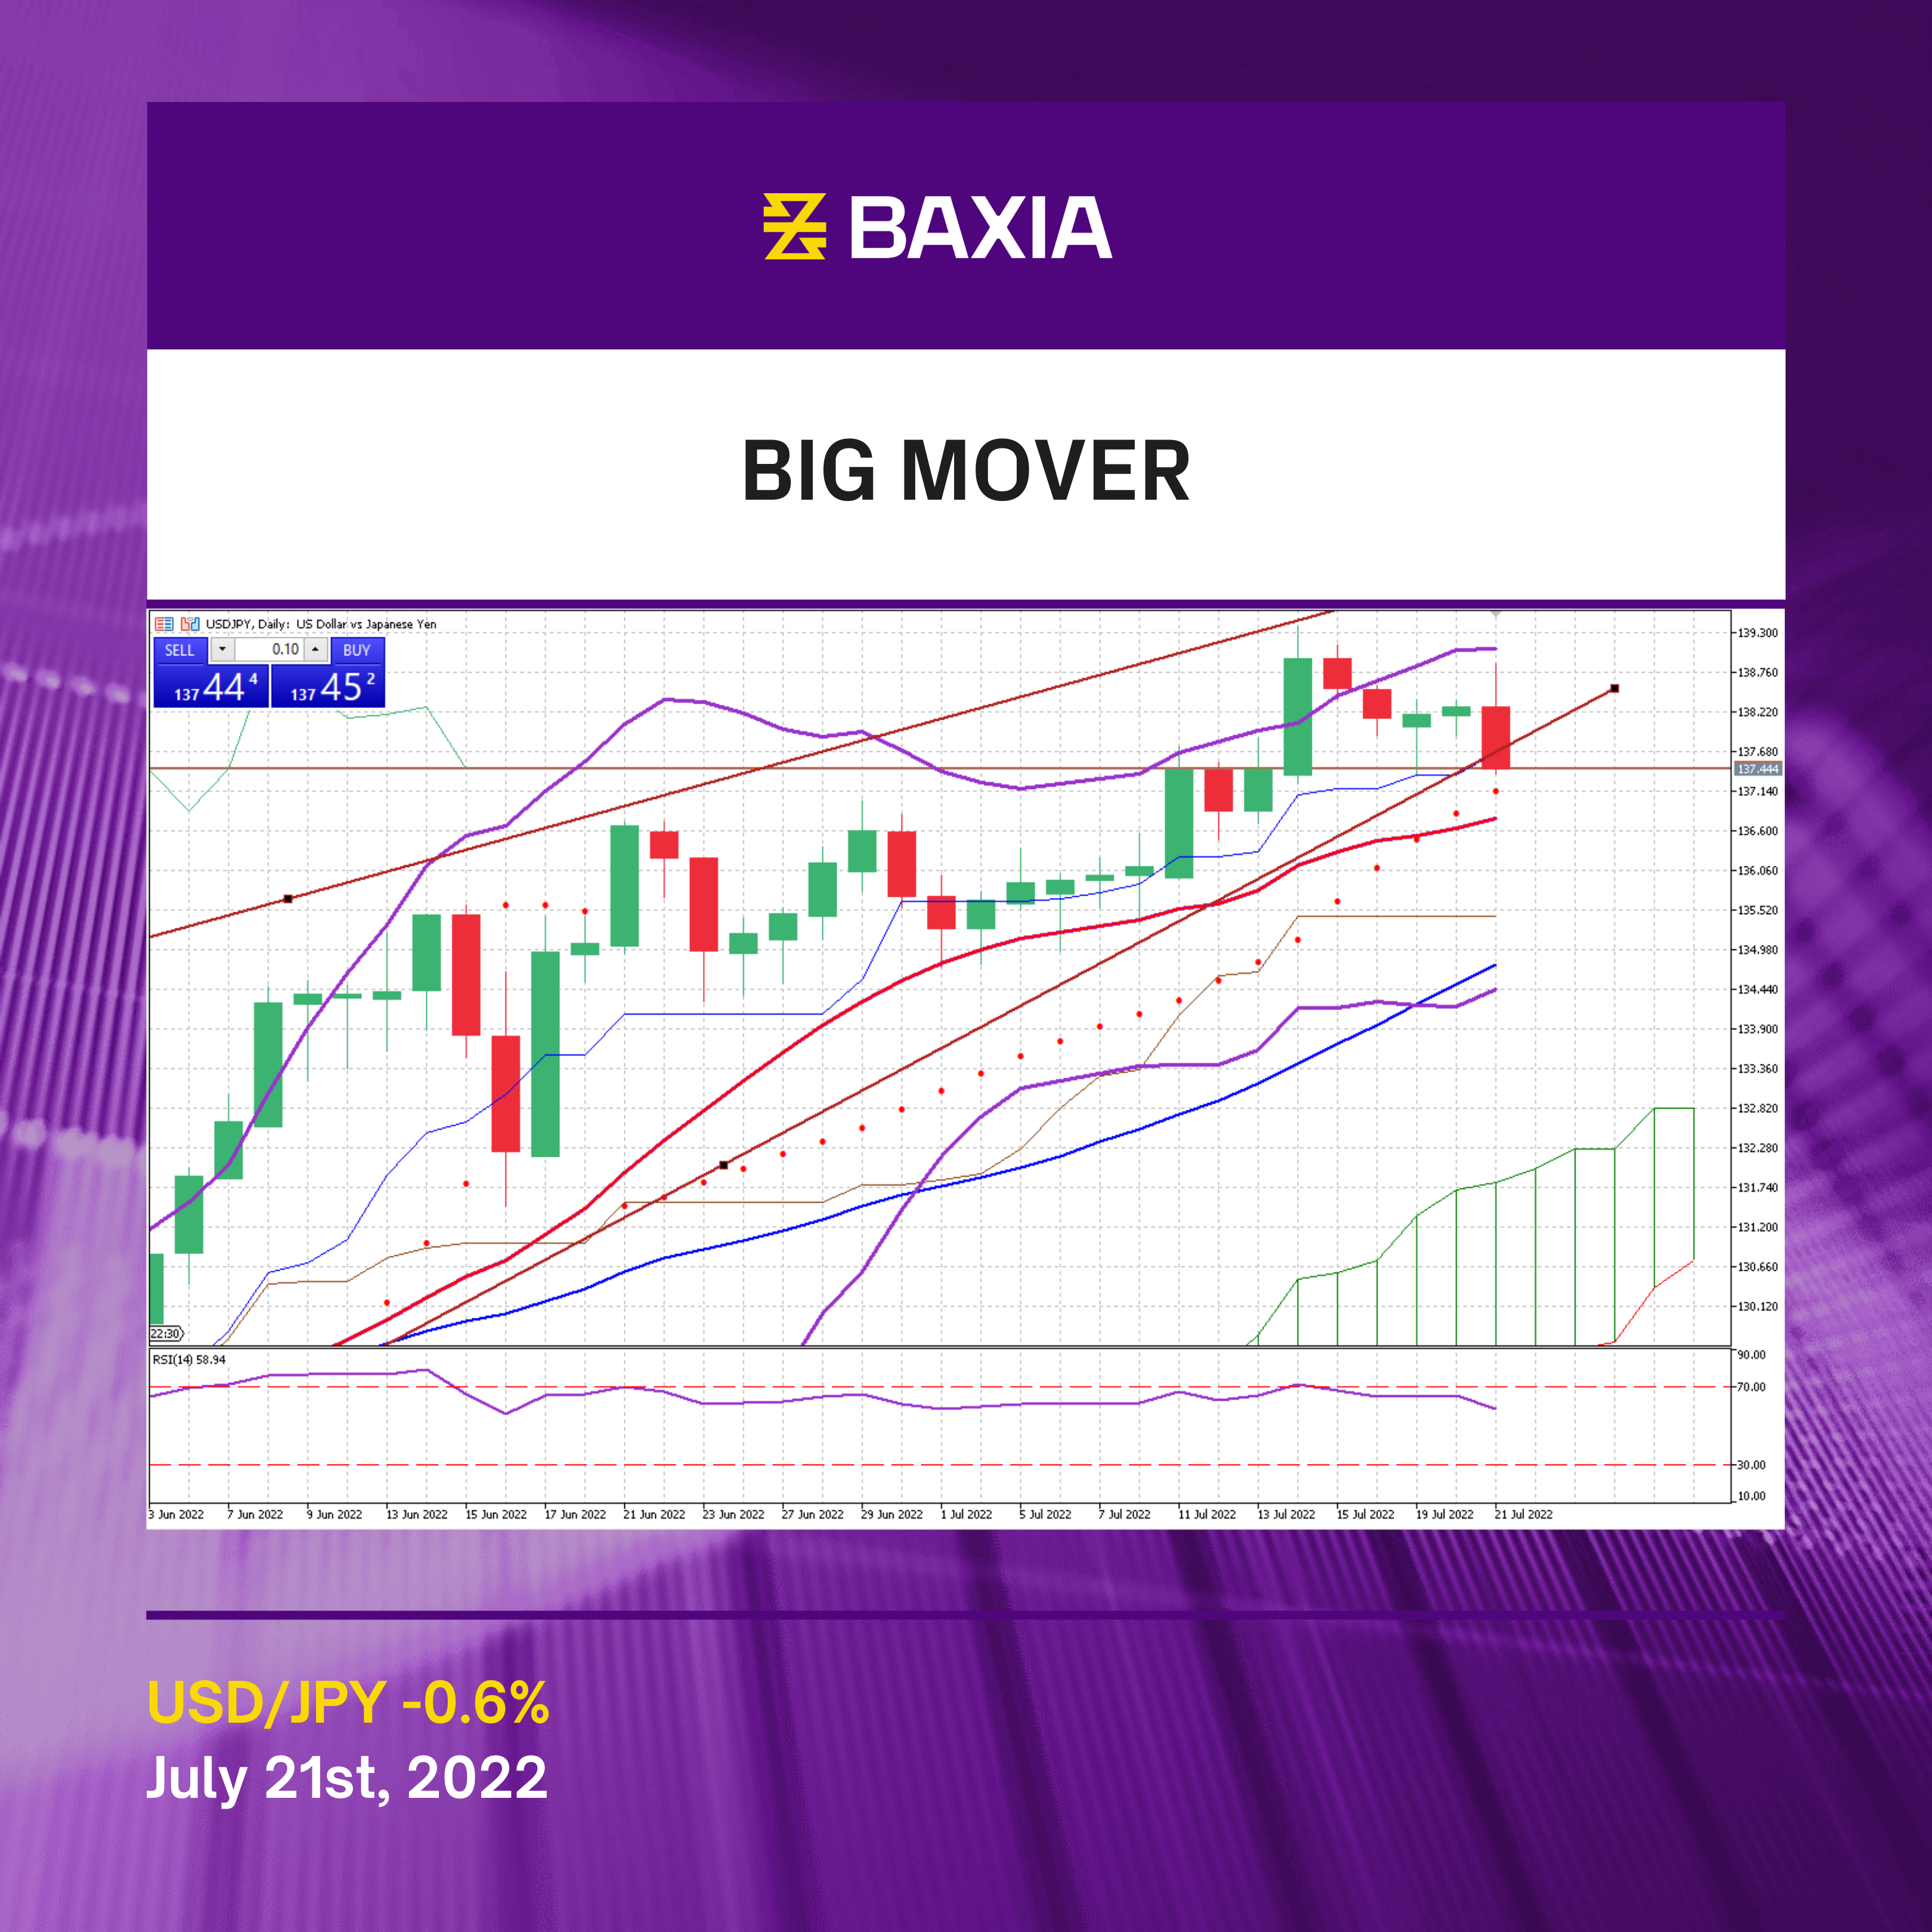 BAXIA
BIG MOVER
USDJPY, Daily: US Dollar vs Japanese Yen
SELL 0.10 BUY
137 44 4 137 45 2
139.300
138.760
138.220
137.680
137.444
137.140
136.600
136.060
135.520
134.980
134.440
133.900
133.360
132.820
132.280
131.740
131.200
130.660
130.120
22:30
RSI(14) 58.94
90.00
70.00
30.00
10.00
3 Jun 2022 7 Jun 2022 9 Jun 2022 13 Jun 2022 15 Jun 2022 17 Jun 2022 21 Jun 2022 23 Jun 2022 27 Jun 2022 29 Jun 2022 1 Jul 2022 5 Jul 2022 7 Jul 2022 11 Jul 2022 13 Jul 2022 15 Jul 2022 19 Jul 2022 21 Jul 2022
USD/JPY -0.6%
July 21st, 2022